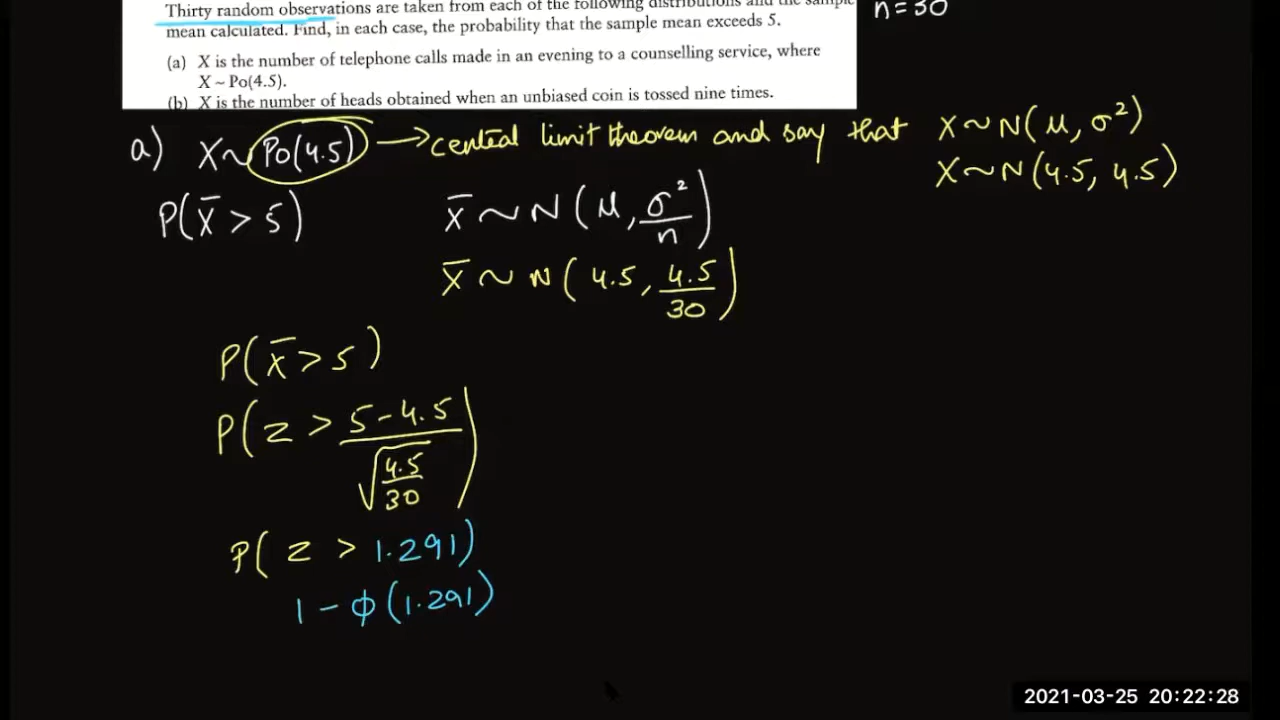 Thirty random observations are taken from each of the following distributions and the sample
n = 30
mean calculated. Find, in each case, the probability that the sample mean exceeds 5.
(a) X is the number of telephone calls made in an evening to a counselling service, where
X ~ Po(4.5).
(b) X is the number of heads obtained when an unbiased coin is tossed nine times.
a) X~Po(4.5) → central limit theorem and say that X~N(μ, σ²)
X~N(4.5, 4.5)
P(X̄ > 5) X̄ ~ N(μ, σ²/n)
X̄ ~ N(4.5, 4.5/30)
P(X̄ > 5)
P(Z > (5-4.5)/√(4.5/30))
P(Z > 1.291)
1 - Φ(1.291)
2021-03-25 20:22:28